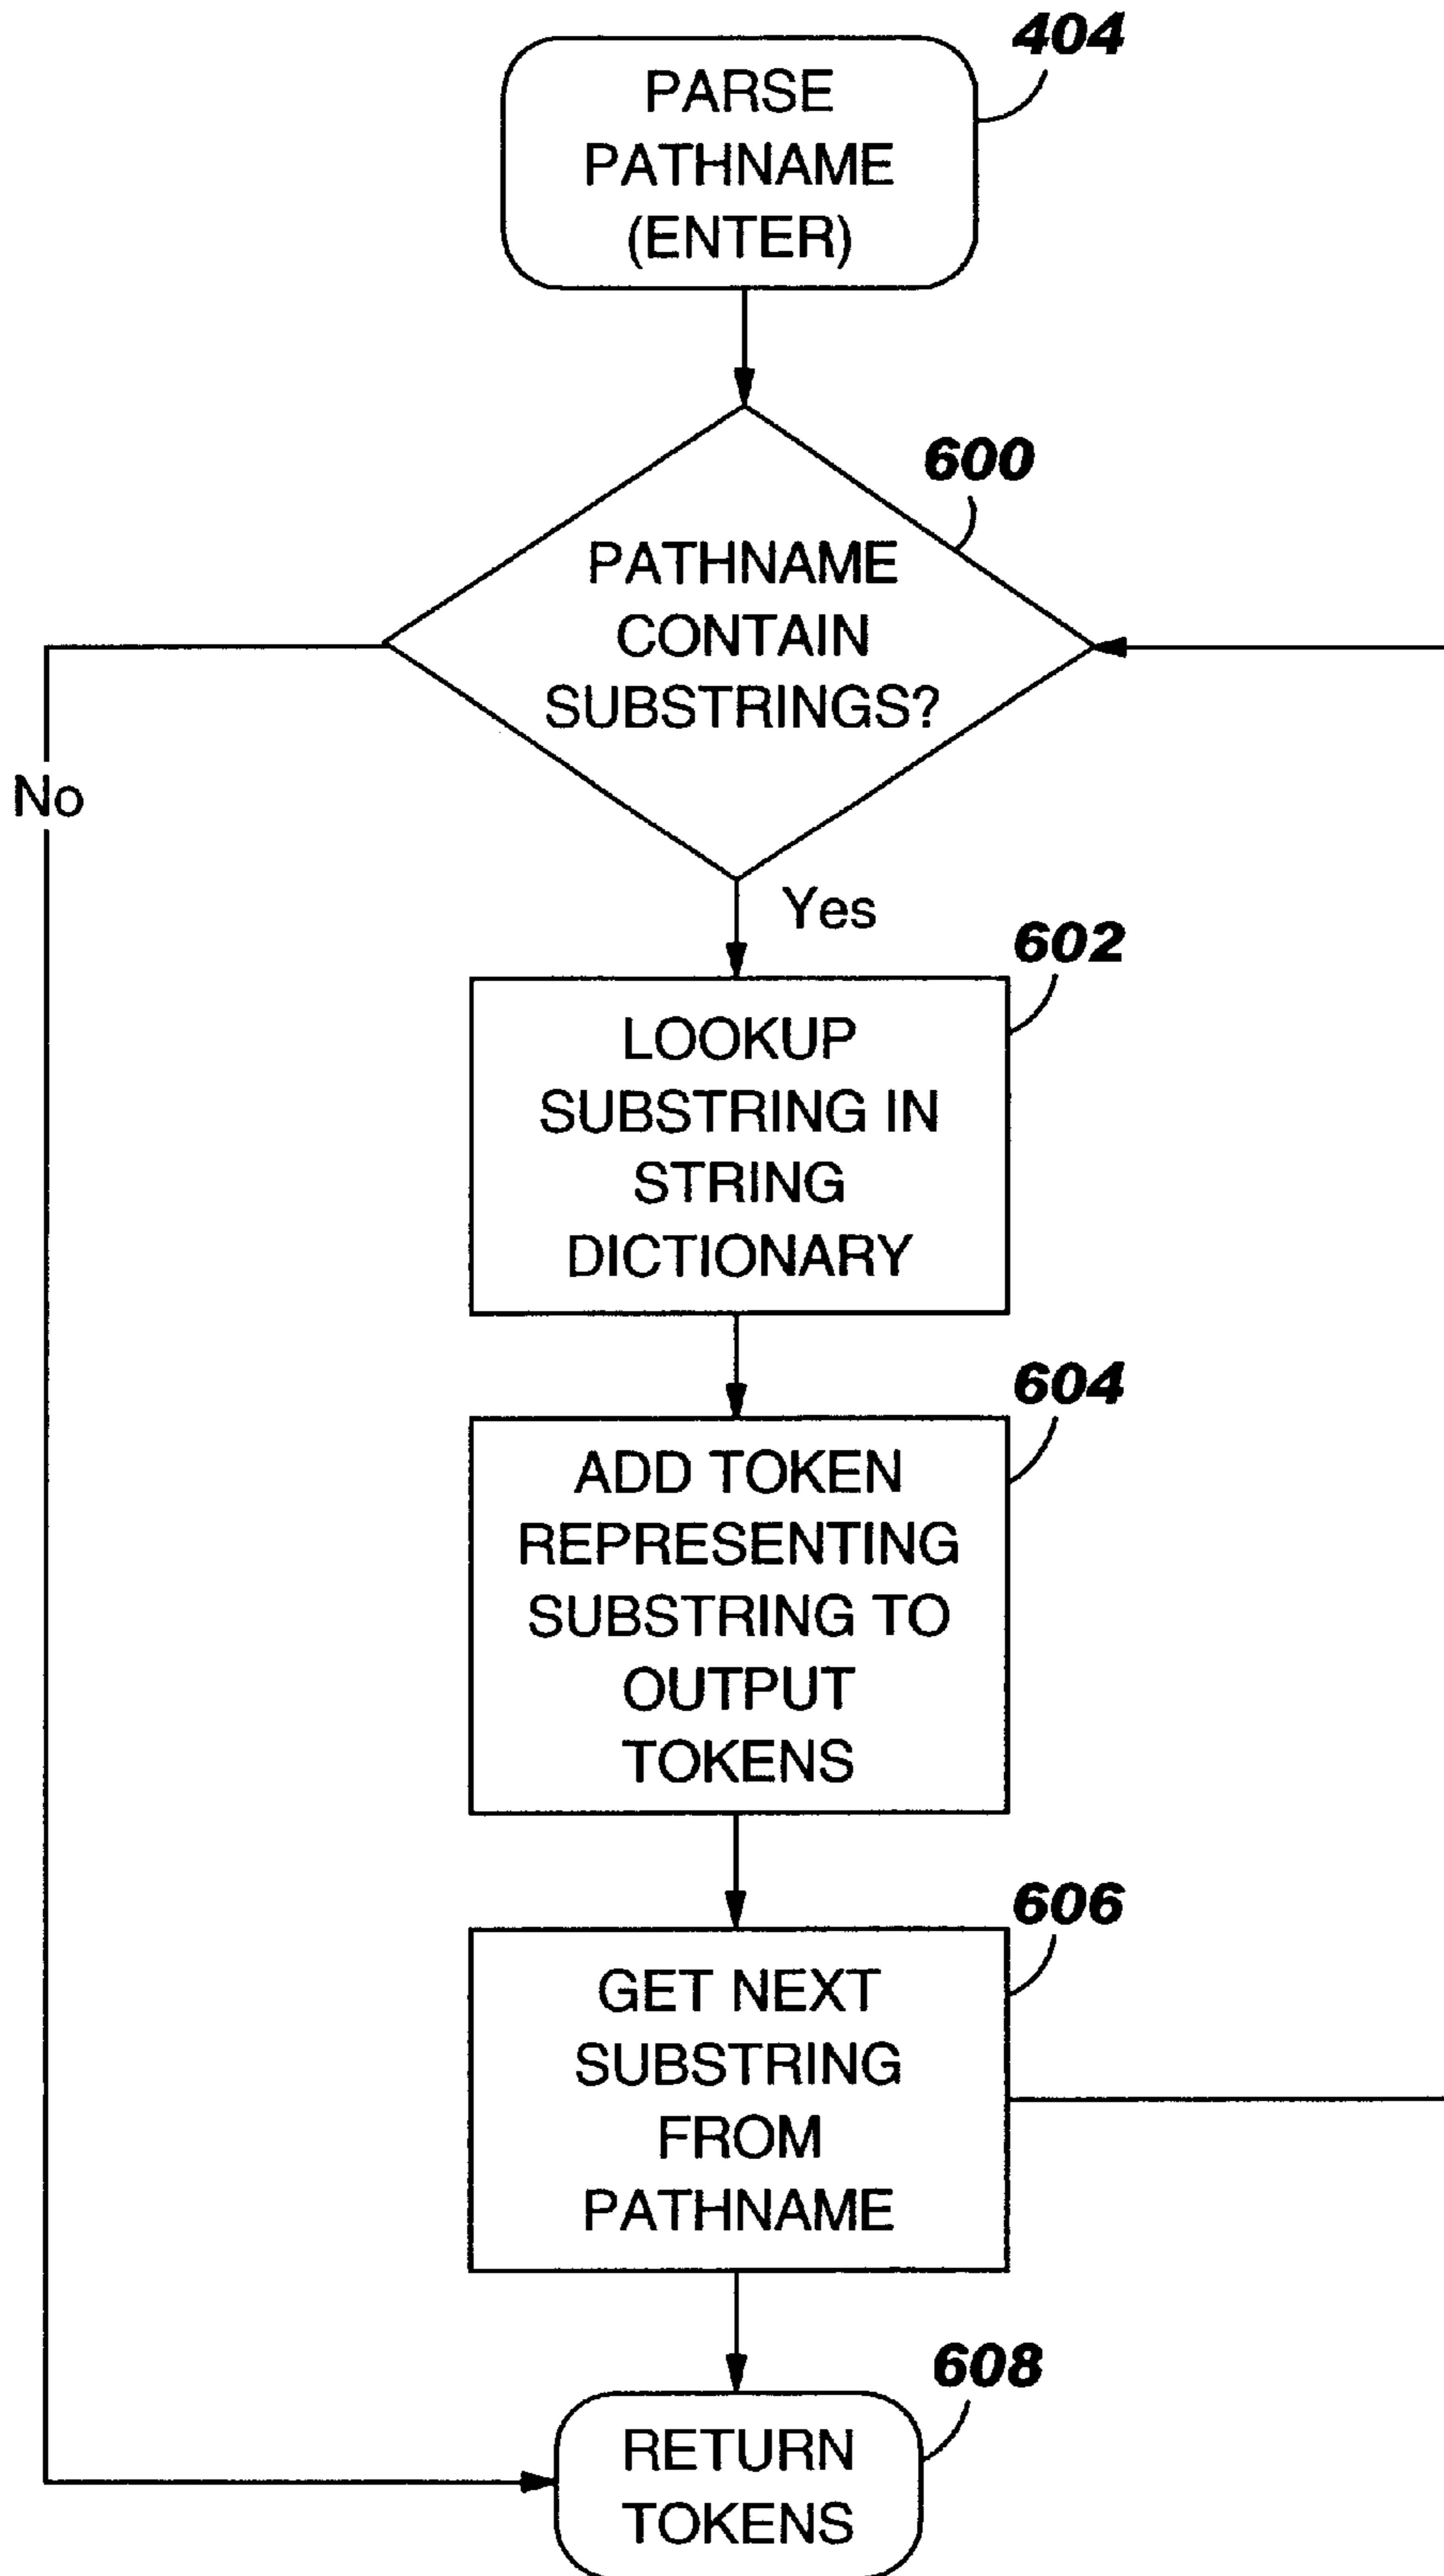 404
PARSE
PATHNAME
(ENTER)
600
PATHNAME
CONTAIN
SUBSTRINGS?
No
Yes
602
LOOKUP
SUBSTRING IN
STRING
DICTIONARY
604
ADD TOKEN
REPRESENTING
SUBSTRING TO
OUTPUT
TOKENS
606
GET NEXT
SUBSTRING
FROM
PATHNAME
608
RETURN
TOKENS